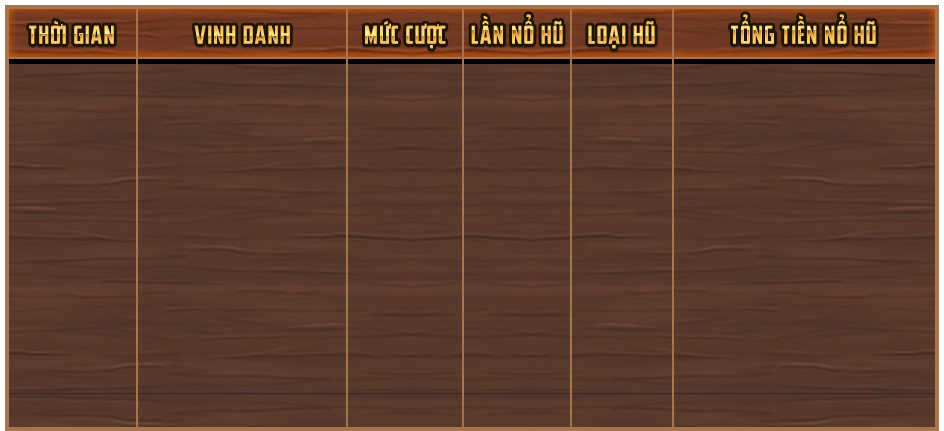 THỜI GIAN VINH DANH MỨC CƯỢC LẦN NỔ HŨ LOẠI HŨ TỔNG TIỀN NỔ HŨ